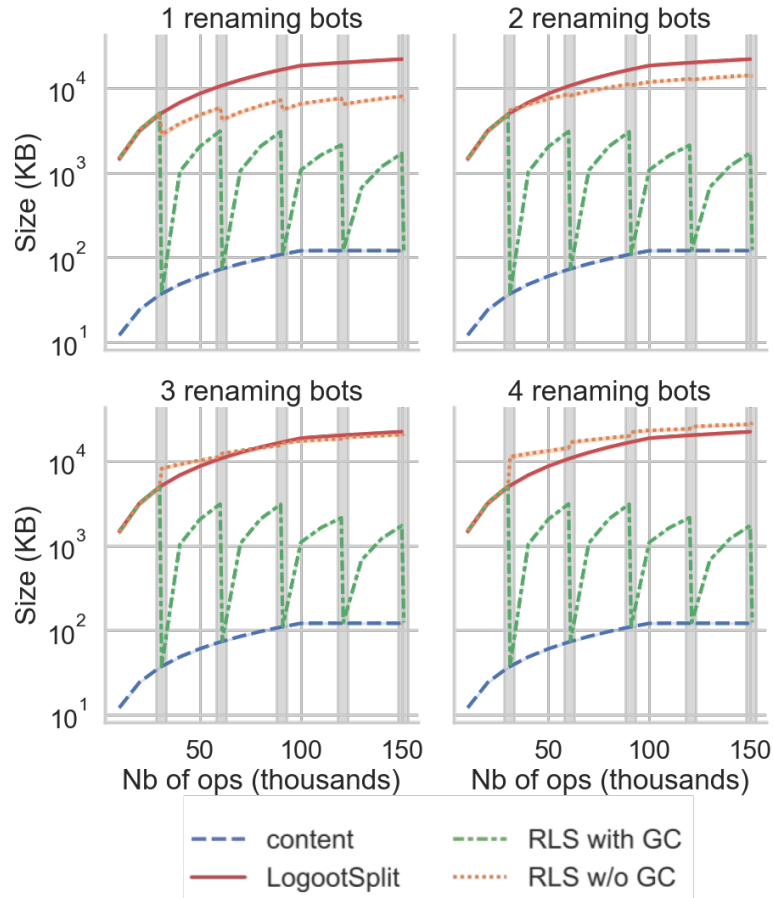 1 renaming bots
2 renaming bots
Size (KB)
10^4
10^3
10^2
10^1
3 renaming bots
4 renaming bots
Size (KB)
10^4
10^3
10^2
10^1
50 100 150
50 100 150
Nb of ops (thousands)
Nb of ops (thousands)
content
RLS with GC
LogootSplit
RLS w/o GC